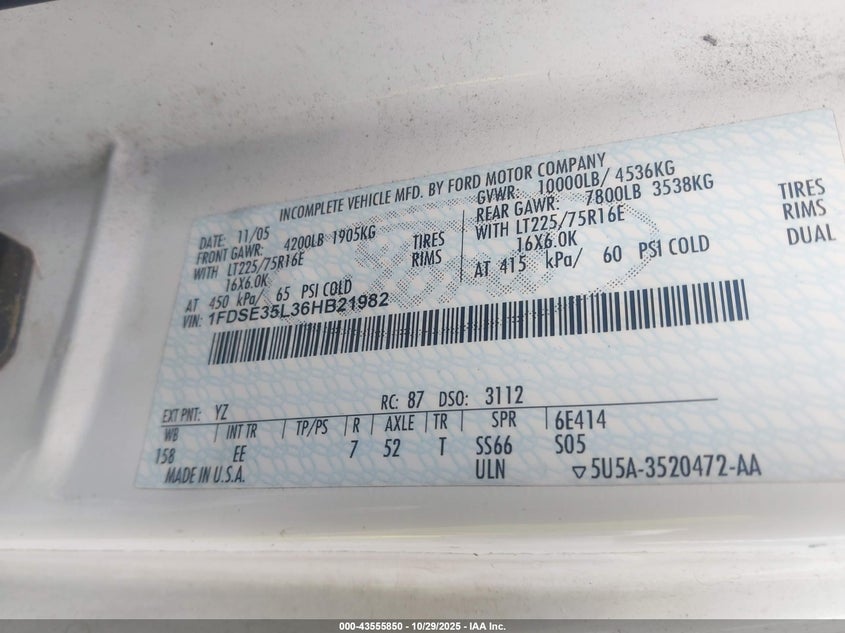 INCOMPLETE VEHICLE MFD. BY FORD MOTOR COMPANY
DATE: 11/05
GVWR: 10000LB/ 4536KG
FRONT GAWR: 4200LB 1905KG
REAR GAWR: 7800LB 3538KG
WITH LT225/75R16E TIRES
WITH LT225/75R16E TIRES
16X6.0K RIMS
16X6.0K RIMS
AT 450 kPa/ 65 PSI COLD
AT 415 kPa/ 60 PSI COLD DUAL
VIN: 1FDSE35L36HB21982
EXT PNT: YZ RC: 87 DSO: 3112
WB INT TR TP/PS R AXLE TR SPR 6E414
158 EE 7 52 T SS66 S05
ULN
MADE IN U.S.A. ▽5U5A-3520472-AA
000-43555850 | 10/29/2025 - IAA Inc.